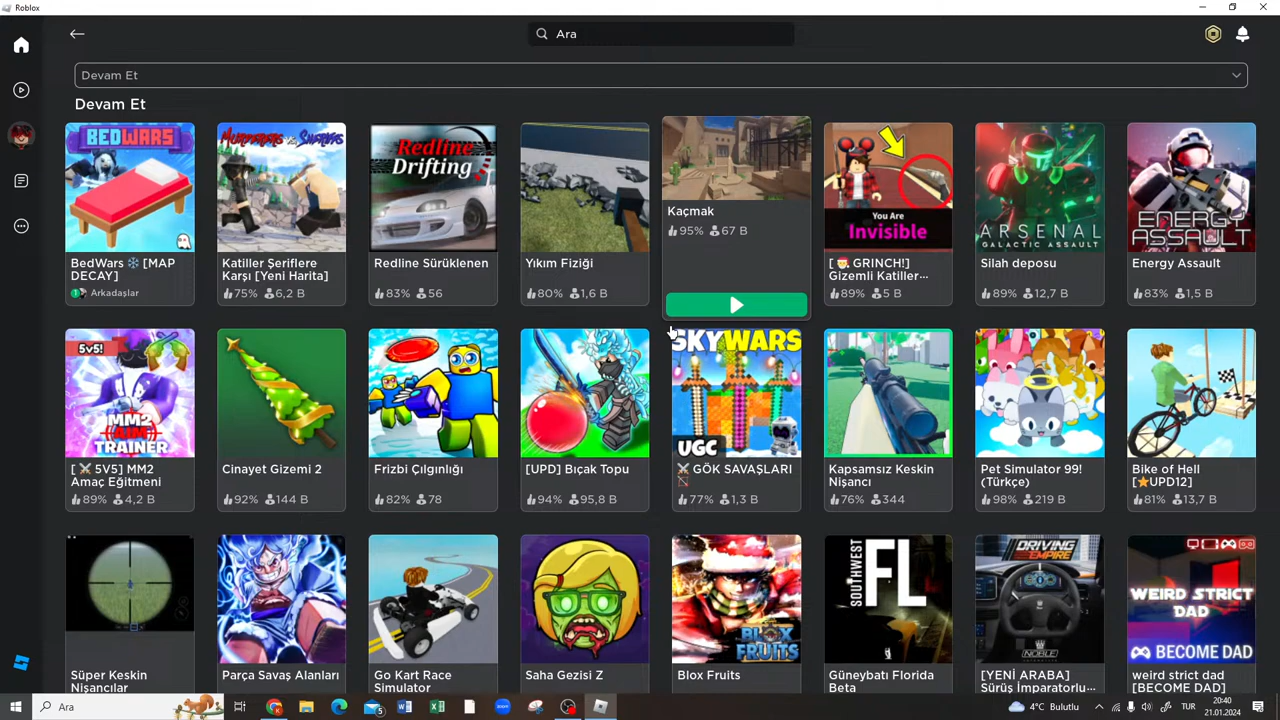 Roblox
Ara
Devam Et
Devam Et
BEDWARS
MURDERERS VS SHERIFFS
Redline
Drifting
You Are
Invisible
ARSENAL
GALACTIC ASSAULT
ENERGY
ASSAULT
BedWars ❄ [MAP
DECAY]
Katiller Şeriflere
Karşı [Yeni Harita]
Redline Sürüklenen
Yıkım Fiziği
Kaçmak
[ 🎅 GRINCH!]
Gizemli Katiller...
Silah deposu
Energy Assault
1 Arkadaşlar
75% 6,2 B
83% 56
80% 1,6 B
95% 67 B
89% 5 B
89% 12,7 B
83% 1,5 B
5v5!
MM2
AIM
TRAINER
SKYWARS
UGC
[ ⚔ 5V5] MM2
Amaç Eğitmeni
Cinayet Gizemi 2
Frizbi Çılgınlığı
[UPD] Bıçak Topu
⚔ GÖK SAVAŞLARI
🏹
Kapsamsız Keskin
Nişancı
Pet Simulator 99!
(Türkçe)
Bike of Hell
[⭐UPD12]
89% 4,2 B
92% 144 B
82% 78
94% 95,8 B
77% 1,3 B
76% 344
98% 219 B
81% 13,7 B
BLOX
FRUITS
SOUTHWEST
FL
DRIVING
EMPIRE
NOBLE
WEIRD STRICT
DAD
BECOME DAD
Süper Keskin
Nişancılar
Parça Savaş Alanları
Go Kart Race
Simulator
Saha Gezisi Z
Blox Fruits
Güneybatı Florida
Beta
[YENİ ARABA]
Sürüş İmparatorlu...
weird strict dad
[BECOME DAD]
Ara
4°C Bulutlu
TUR
20:40
21.01.2024